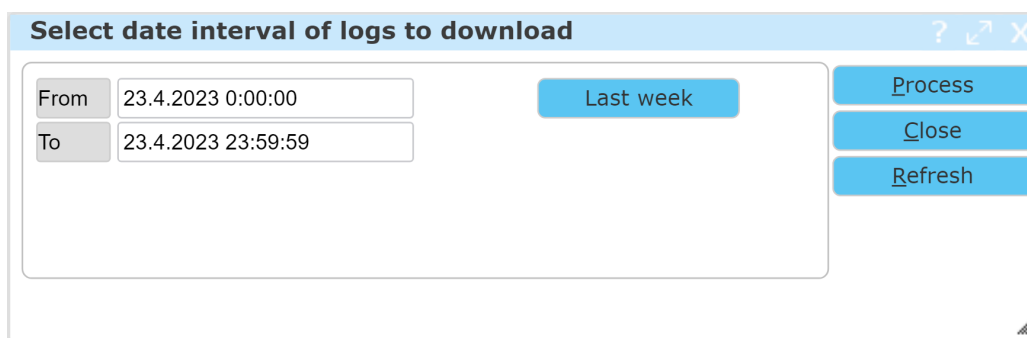 Select date interval of logs to download ? X
From 23.4.2023 0:00:00 Last week Process
To 23.4.2023 23:59:59 Close
Refresh